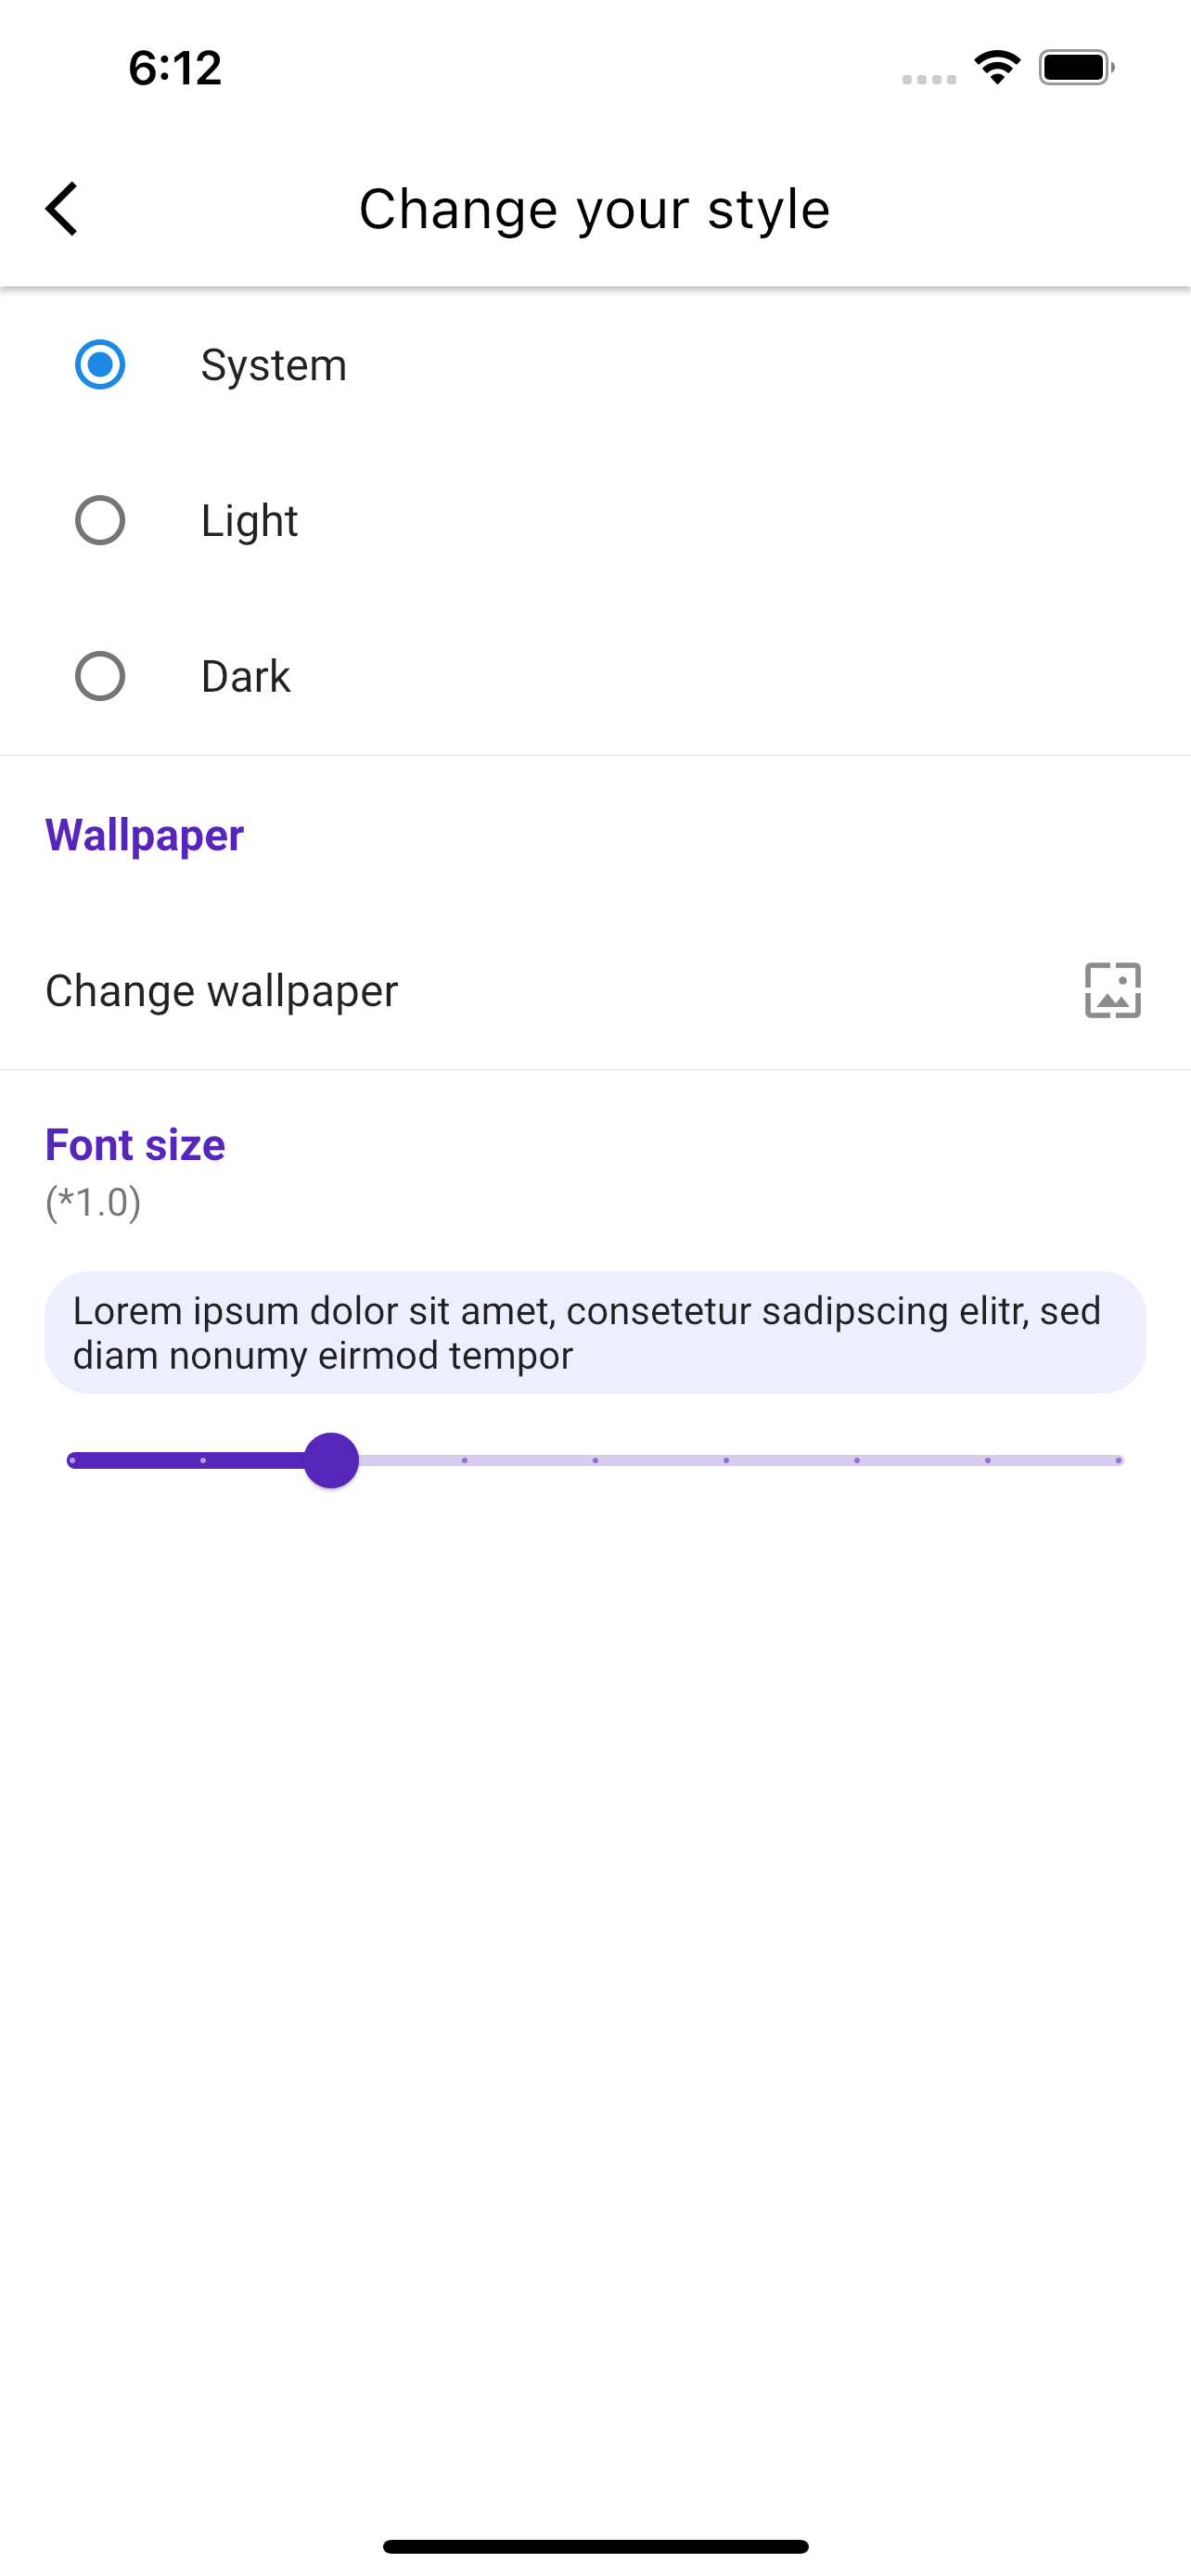 6:12
Change your style
System
Light
Dark
Wallpaper
Change wallpaper
Font size
(*1.0)
Lorem ipsum dolor sit amet, consetetur sadipscing elitr, sed
diam nonumy eirmod tempor